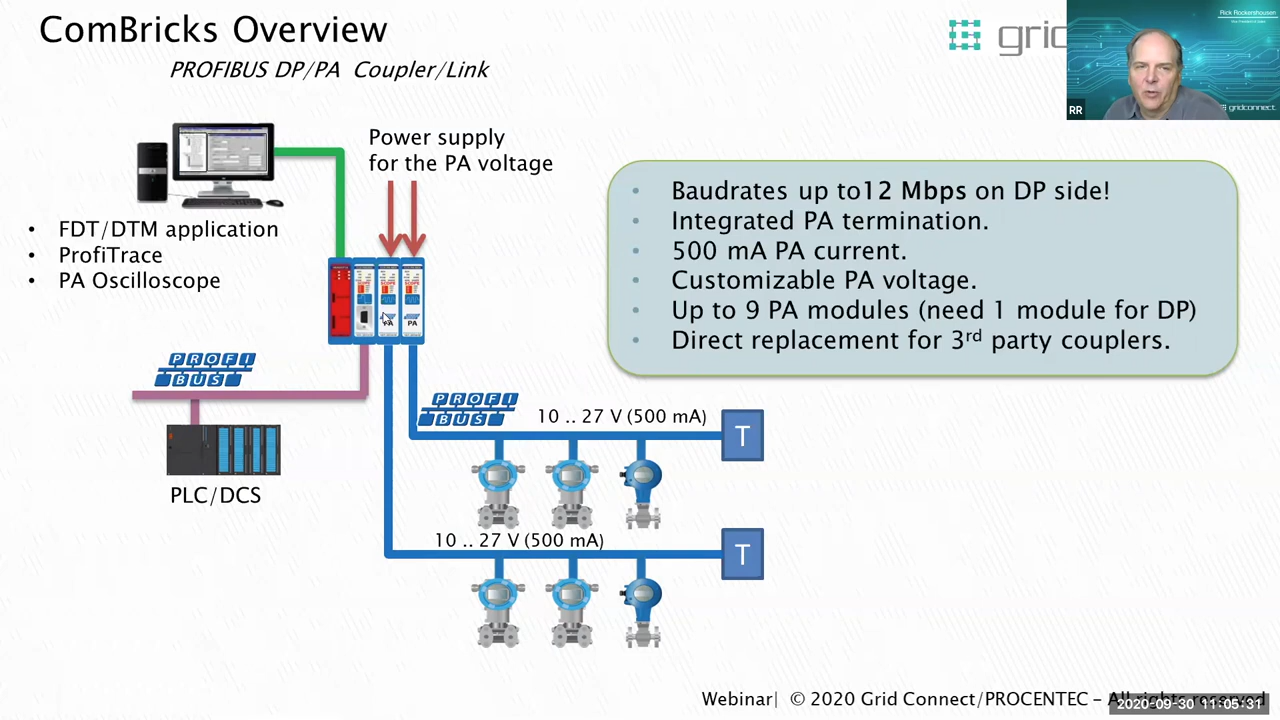 ComBricks Overview
PROFIBUS DP/PA Coupler/Link
grid
Rick Rockershousen
RR
gridconnect
Power supply
for the PA voltage
• FDT/DTM application
• ProfiTrace
• PA Oscilloscope
• Baudrates up to12 Mbps on DP side!
• Integrated PA termination.
• 500 mA PA current.
• Customizable PA voltage.
• Up to 9 PA modules (need 1 module for DP)
• Direct replacement for 3rd party couplers.
PA
PROFI
BUS
PROFI
BUS
10 .. 27 V (500 mA)
T
PLC/DCS
10 .. 27 V (500 mA)
T
Webinar| © 2020 Grid Connect/PROCENTEC – All rights reserved
2020-09-30 11:05:31